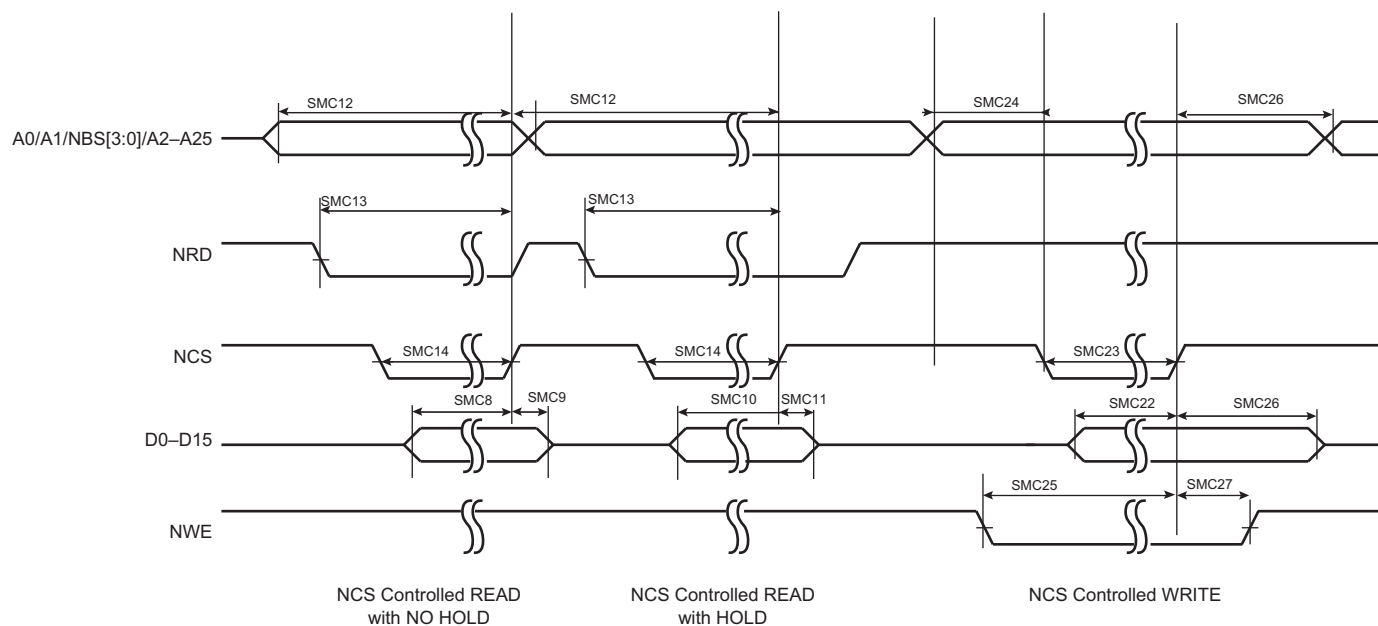 SMC12
SMC12
SMC24
SMC26
A0/A1/NBS[3:0]/A2–A25
SMC13
SMC13
NRD
NCS
SMC14
SMC14
SMC23
SMC8
SMC9
SMC10
SMC11
SMC22
SMC26
D0–D15
SMC25
SMC27
NWE
NCS Controlled READ
with NO HOLD
NCS Controlled READ
with HOLD
NCS Controlled WRITE